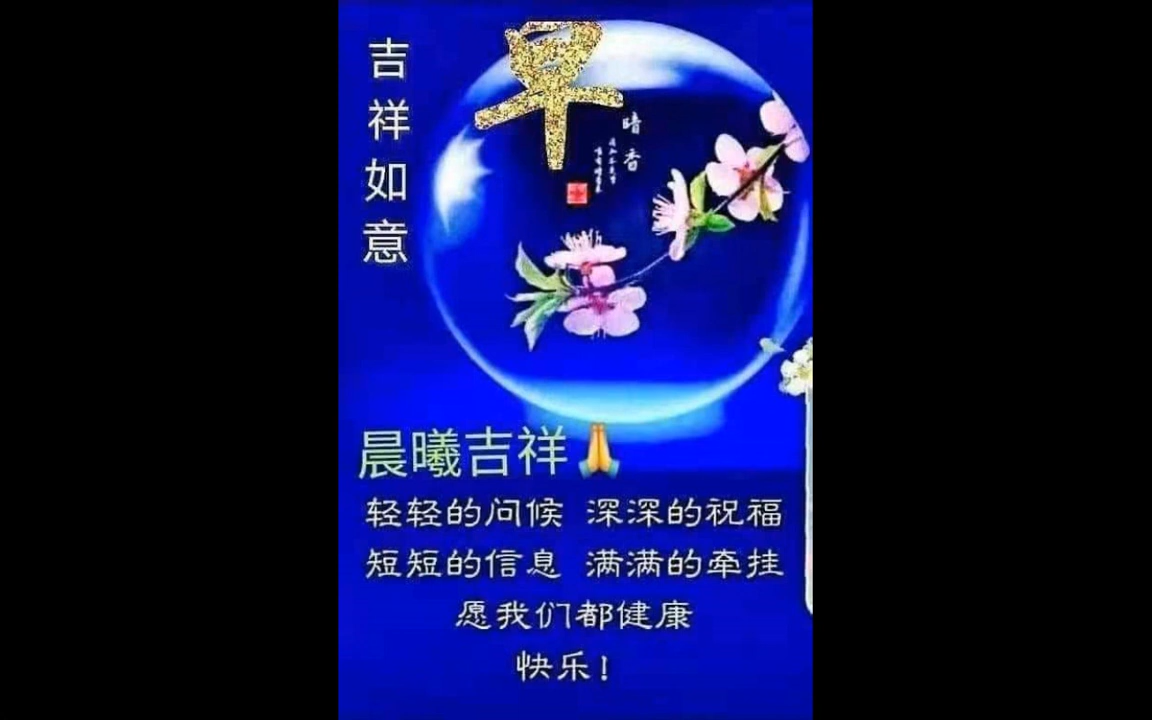 吉祥如意
早
暗香
晨曦吉祥🙏
轻轻的问候 深深的祝福
短短的信息 满满的牵挂
愿我们都健康
快乐！